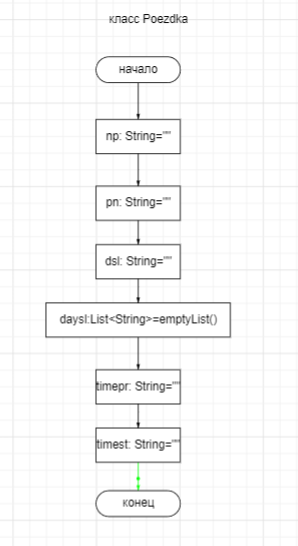 класс Poezdka
начало
np: String=""
pn: String=""
dsl: String=""
daysl:List<String>=emptyList()
timepr: String=""
timest: String=""
конец